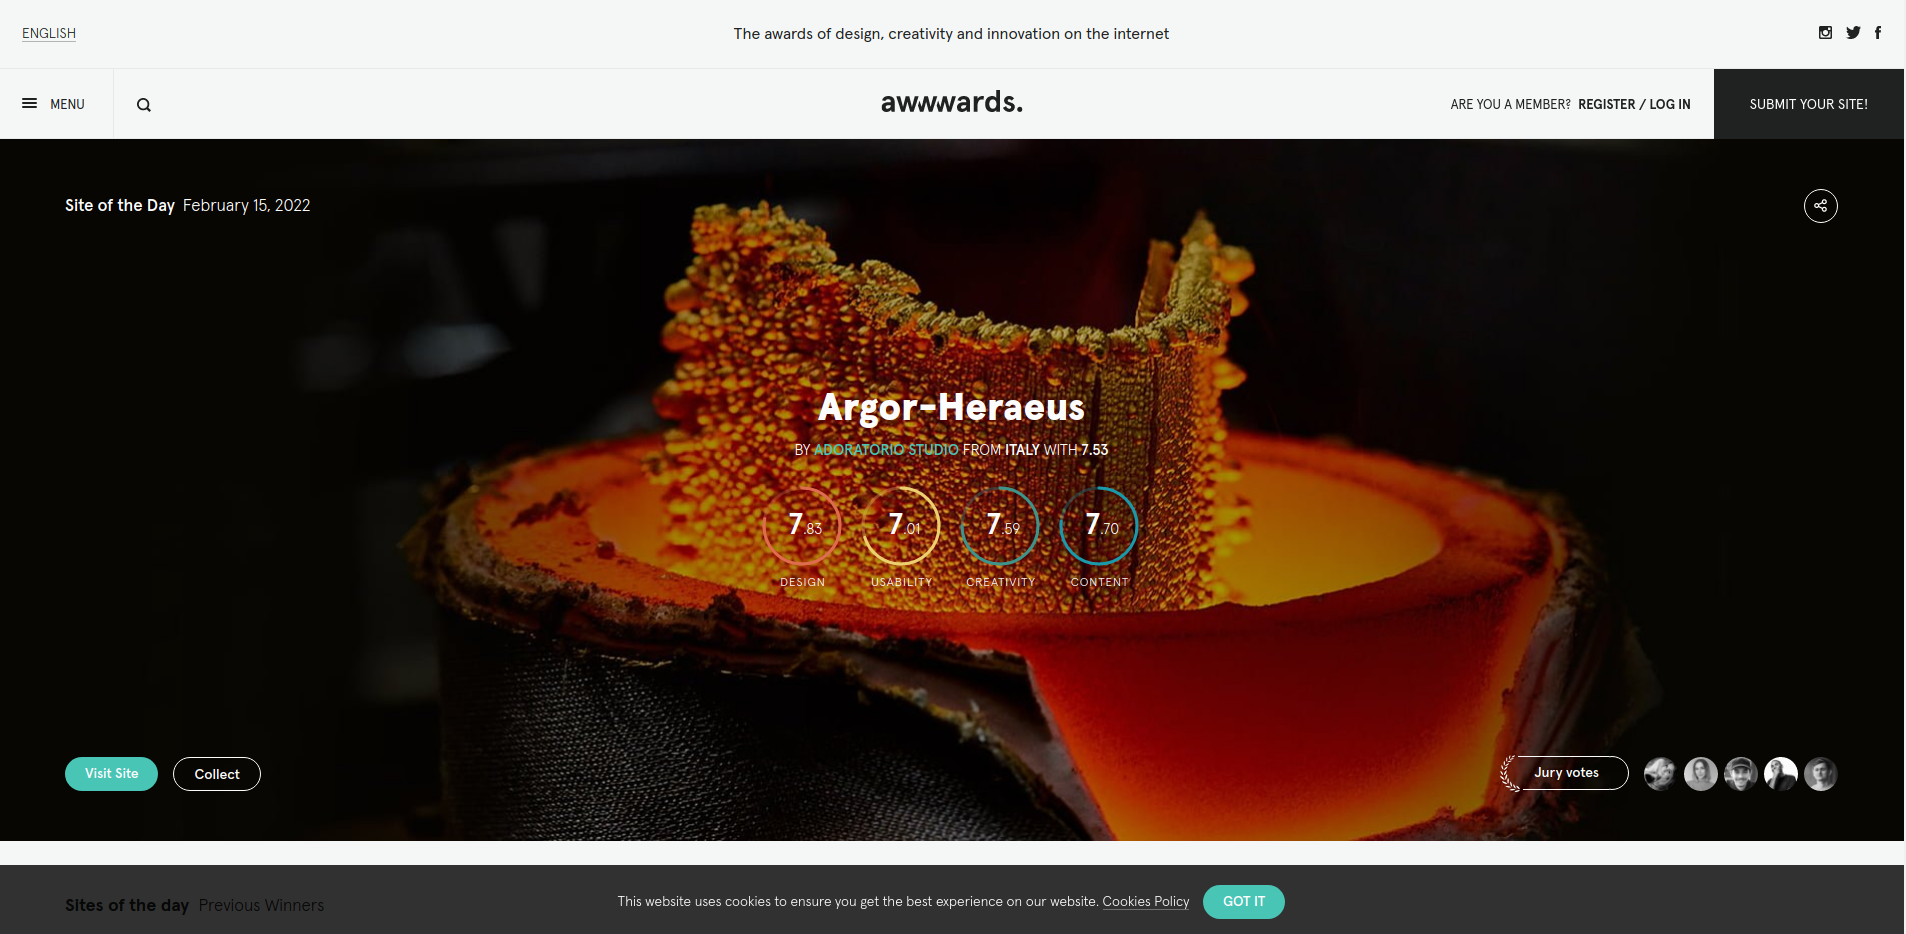 ENGLISH
The awards of design, creativity and innovation on the internet
MENU
awwwards.
ARE YOU A MEMBER? REGISTER / LOG IN
SUBMIT YOUR SITE!
Site of the Day February 15, 2022
Argor-Heraeus
BY ADORATORIO STUDIO FROM ITALY WITH 7.53
7.83 7.01 7.59 7.70
DESIGN USABILITY CREATIVITY CONTENT
Visit Site
Collect
Jury votes
Sites of the day Previous Winners
This website uses cookies to ensure you get the best experience on our website. Cookies Policy
GOT IT